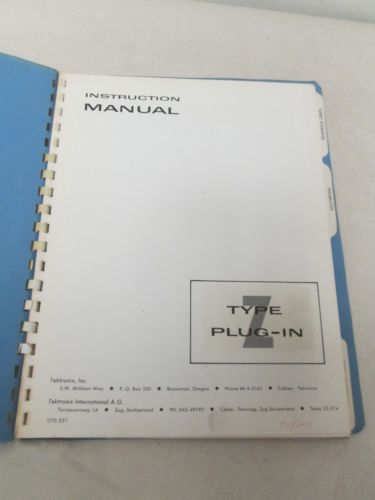 INSTRUCTION
MANUAL
Z
TYPE
PLUG-IN
Tektronix, Inc.
S.W. Millikan Way ● P. O. Box 500 ● Beaverton, Oregon ● Phone MI 4-0161 ● Cables: Tektronix
Tektronix International A.G.
Terrassenweg 1A ● Zug, Switzerland ● PH. 042-49192 ● Cable: Tekintag, Zug Switzerland ● Telex 53.574
070-251